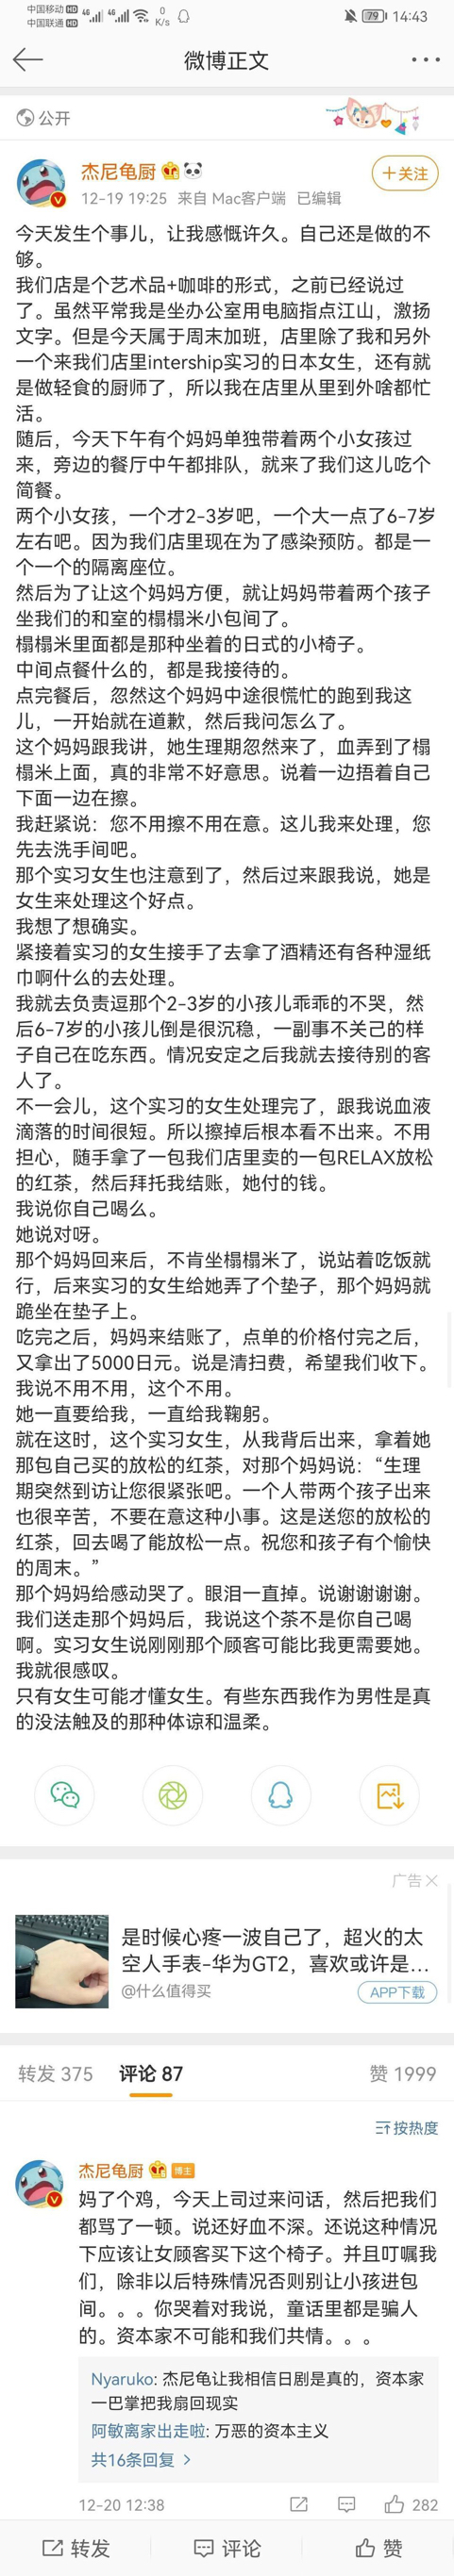 中国移动 HD 4G 4G 0 79 14:43
中国联通 HD K/s
微博正文
公开
杰尼龟厨
+关注
12-19 19:25 来自 Mac客户端 已编辑
今天发生个事儿，让我感慨许久。自己还是做的不
够。
我们店是个艺术品+咖啡的形式，之前已经说过
了。虽然平常我是坐办公室用电脑指点江山，激扬
文字。但是今天属于周末加班，店里除了我和另外
一个来我们店里intership实习的日本女生，还有就
是做轻食的厨师了，所以我在店里从里到外啥都忙
活。
随后，今天下午有个妈妈单独带着两个小女孩过
来，旁边的餐厅中午都排队，就来了我们这儿吃个
简餐。
两个小女孩，一个才2-3岁吧，一个大一点了6-7岁
左右吧。因为我们店里现在为了感染预防。都是一
个一个的隔离座位。
然后为了让这个妈妈方便，就让妈妈带着两个孩子
坐我们的和室的榻榻米小包间了。
榻榻米里面都是那种坐着的日式的小椅子。
中间点餐什么的，都是我接待的。
点完餐后，忽然这个妈妈中途很慌忙的跑到我这
儿，一开始就在道歉，然后我问怎么了。
这个妈妈跟我讲，她生理期忽然来了，血弄到了榻
榻米上面，真的非常不好意思。说着一边捂着自己
下面一边在擦。
我赶紧说：您不用擦不用在意。这儿我来处理，您
先去洗手间吧。
那个实习女生也注意到了，然后过来跟我说，她是
女生来处理这个好点。
我想了想确实。
紧接着实习的女生接手了去拿了酒精还有各种湿纸
巾啊什么的去处理。
我就去负责逗那个2-3岁的小孩儿乖乖的不哭，然
后6-7岁的小孩儿倒是很沉稳，一副事不关己的样
子自己在吃东西。情况安定之后我就去接待别的客
人了。
不一会儿，这个实习的女生处理完了，跟我说血液
滴落的时间很短。所以擦掉后根本看不出来。不用
担心，随手拿了一包我们店里卖的一包RELAX放松
的红茶，然后拜托我结账，她付的钱。
我说你自己喝么。
她说对呀。
那个妈妈回来后，不肯坐榻榻米了，说站着吃饭就
行，后来实习的女生给她弄了个垫子，那个妈妈就
跪坐在垫子上。
吃完之后，妈妈来结账了，点单的价格付完之后，
又拿出了5000日元。说是清扫费，希望我们收下。
我说不用不用，这个不用。
她一直要给我，一直给我鞠躬。
就在这时，这个实习女生，从我背后出来，拿着她
那包自己买的放松的红茶，对那个妈妈说：“生理
期突然到访让您很紧张吧。一个人带两个孩子出来
也很辛苦，不要在意这种小事。这是送您的放松的
红茶，回去喝了能放松一点。祝您和孩子有个愉快
的周末。”
那个妈妈给感动哭了。眼泪一直掉。说谢谢谢谢。
我们送走那个妈妈后，我说这个茶不是你自己喝
啊。实习女生说刚刚那个顾客可能比我更需要她。
我就很感叹。
只有女生可能才懂女生。有些东西我作为男性是真
的没法触及的那种体谅和温柔。
广告
是时候心疼一波自己了，超火的太
空人手表-华为GT2，喜欢或许是...
@什么值得买
APP下载
转发 375 评论 87 赞 1999
按热度
杰尼龟厨 博主
妈了个鸡，今天上司过来问话，然后把我们
都骂了一顿。说还好血不深。还说这种情况
下应该让女顾客买下这个椅子。并且叮嘱我
们，除非以后特殊情况否则别让小孩进包
间。。。你哭着对我说，童话里都是骗人
的。资本家不可能和我们共情。。。
Nyaruko: 杰尼龟让我相信日剧是真的，资本家
一巴掌把我扇回现实
阿敏离家出走啦: 万恶的资本主义
共16条回复
12-20 12:38 282
转发 评论 赞